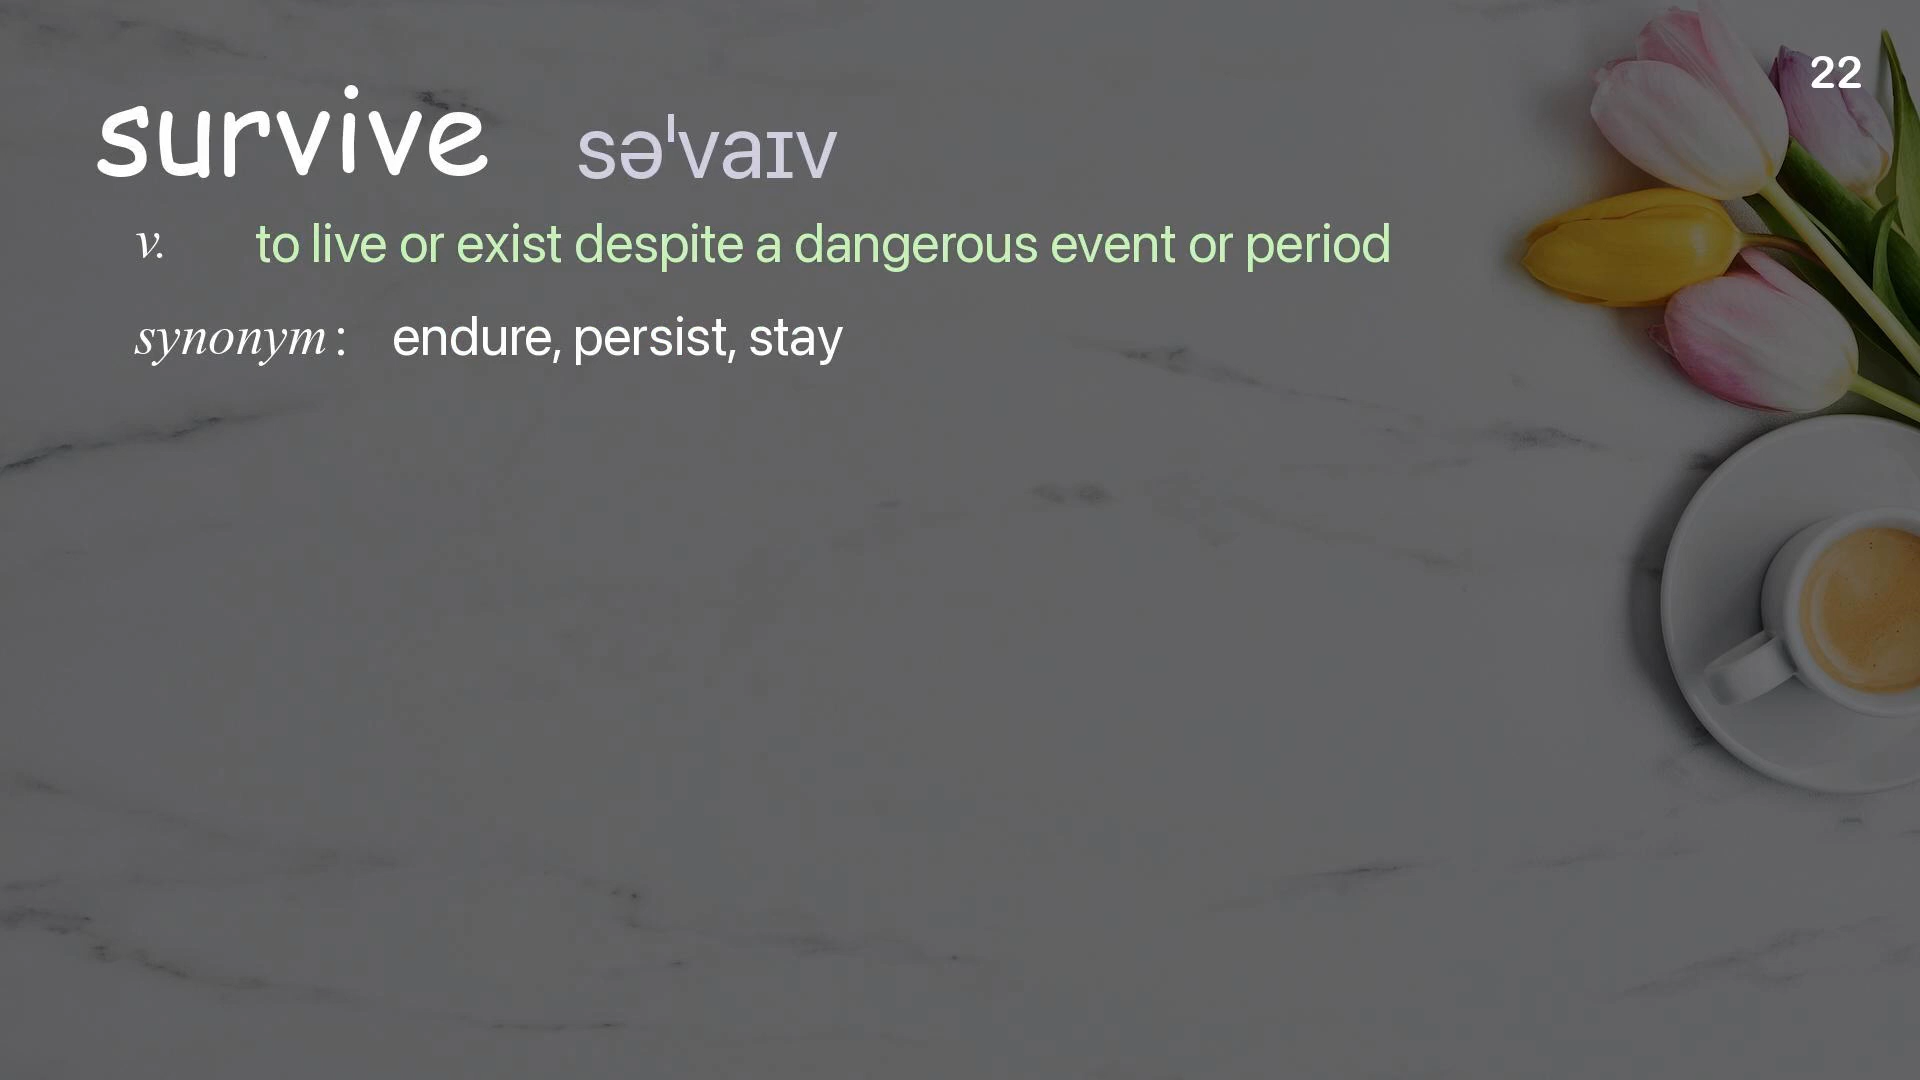 22
survive səˈvaɪv
v. to live or exist despite a dangerous event or period
synonym : endure, persist, stay